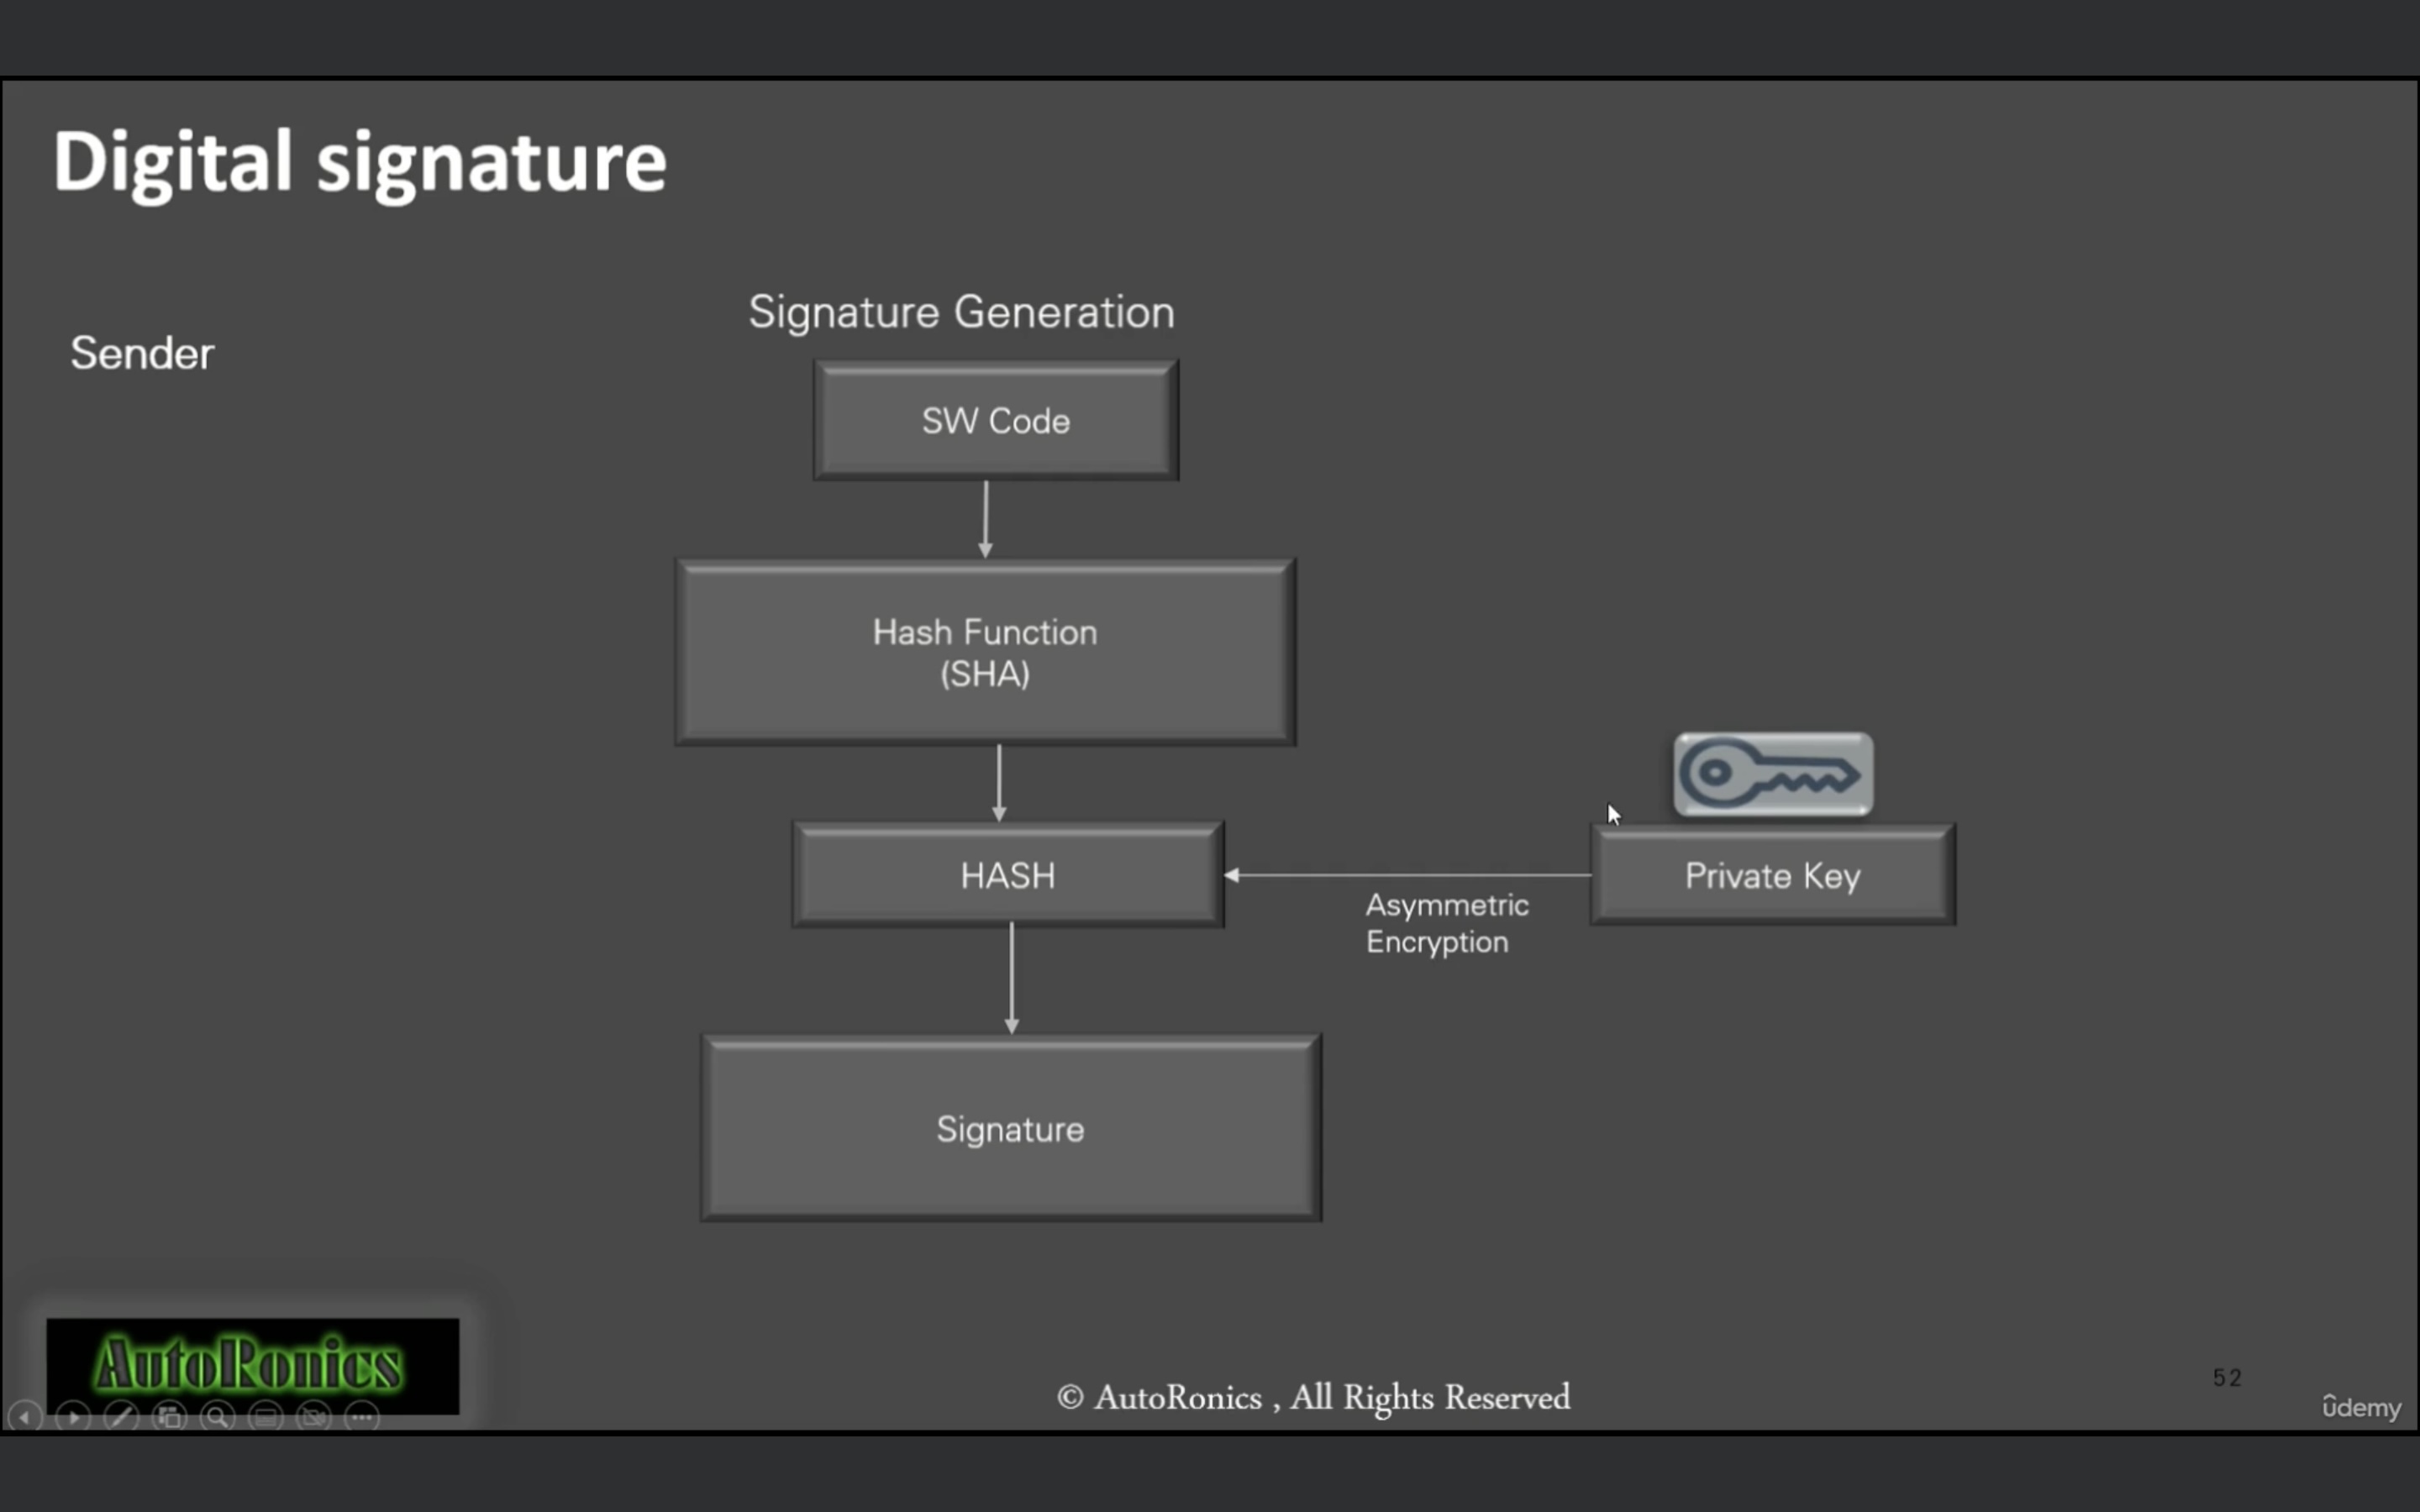 Digital signature
Signature Generation
Sender
SW Code
Hash Function
(SHA)
HASH
Private Key
Asymmetric
Encryption
Signature
AutoRonics
© AutoRonics , All Rights Reserved
52
ûdemy